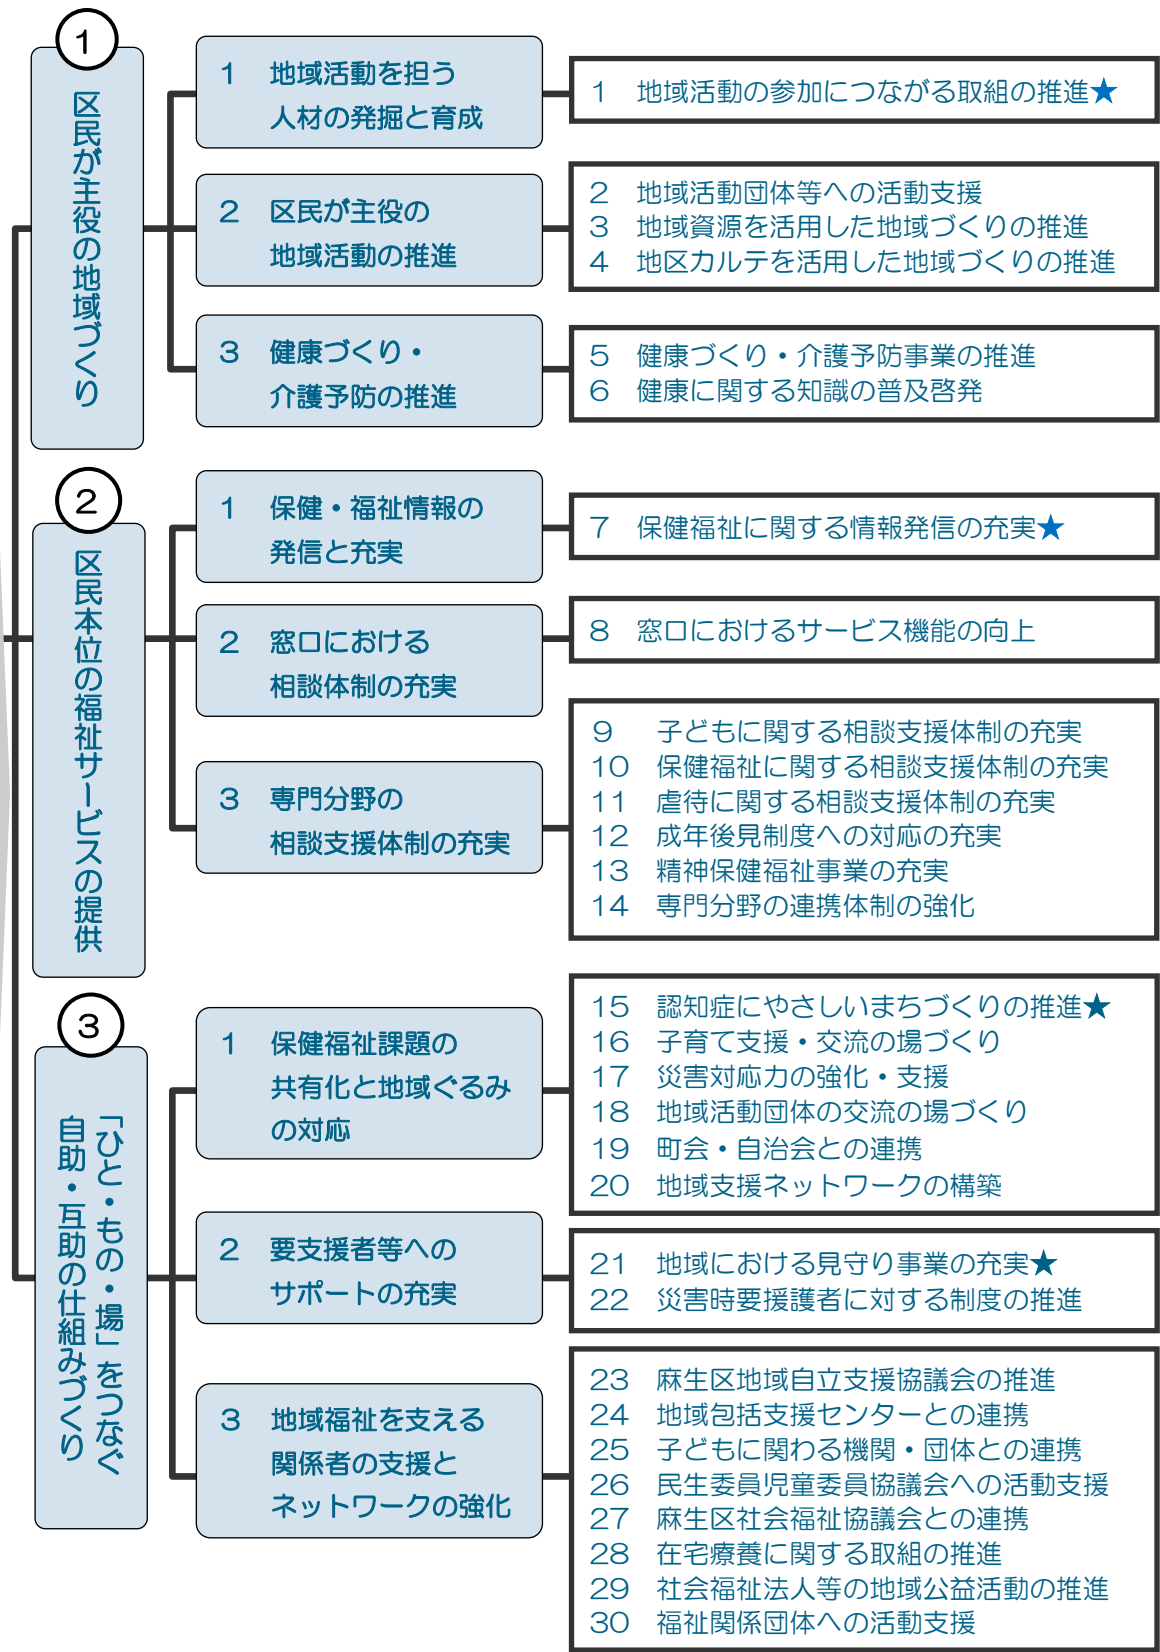 ①
区民が主役の地域づくり
1 地域活動を担う
人材の発掘と育成
1 地域活動の参加につながる取組の推進★
2 区民が主役の
地域活動の推進
2 地域活動団体等への活動支援
3 地域資源を活用した地域づくりの推進
4 地区カルテを活用した地域づくりの推進
3 健康づくり・
介護予防の推進
5 健康づくり・介護予防事業の推進
6 健康に関する知識の普及啓発
②
区民本位の福祉サービスの提供
1 保健・福祉情報の
発信と充実
7 保健福祉に関する情報発信の充実★
2 窓口における
相談体制の充実
8 窓口におけるサービス機能の向上
3 専門分野の
相談支援体制の充実
9 子どもに関する相談支援体制の充実
10 保健福祉に関する相談支援体制の充実
11 虐待に関する相談支援体制の充実
12 成年後見制度への対応の充実
13 精神保健福祉事業の充実
14 専門分野の連携体制の強化
③
「ひと・もの・場」をつなぐ
自助・互助の仕組みづくり
1 保健福祉課題の
共有化と地域ぐるみ
の対応
15 認知症にやさしいまちづくりの推進★
16 子育て支援・交流の場づくり
17 災害対応力の強化・支援
18 地域活動団体の交流の場づくり
19 町会・自治会との連携
20 地域支援ネットワークの構築
2 要支援者等への
サポートの充実
21 地域における見守り事業の充実★
22 災害時要援護者に対する制度の推進
3 地域福祉を支える
関係者の支援と
ネットワークの強化
23 麻生区地域自立支援協議会の推進
24 地域包括支援センターとの連携
25 子どもに関わる機関・団体との連携
26 民生委員児童委員協議会への活動支援
27 麻生区社会福祉協議会との連携
28 在宅療養に関する取組の推進
29 社会福祉法人等の地域公益活動の推進
30 福祉関係団体への活動支援